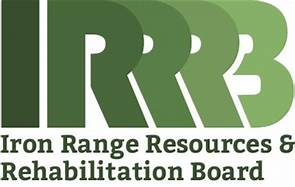 IRRRB
Iron Range Resources &
Rehabilitation Board